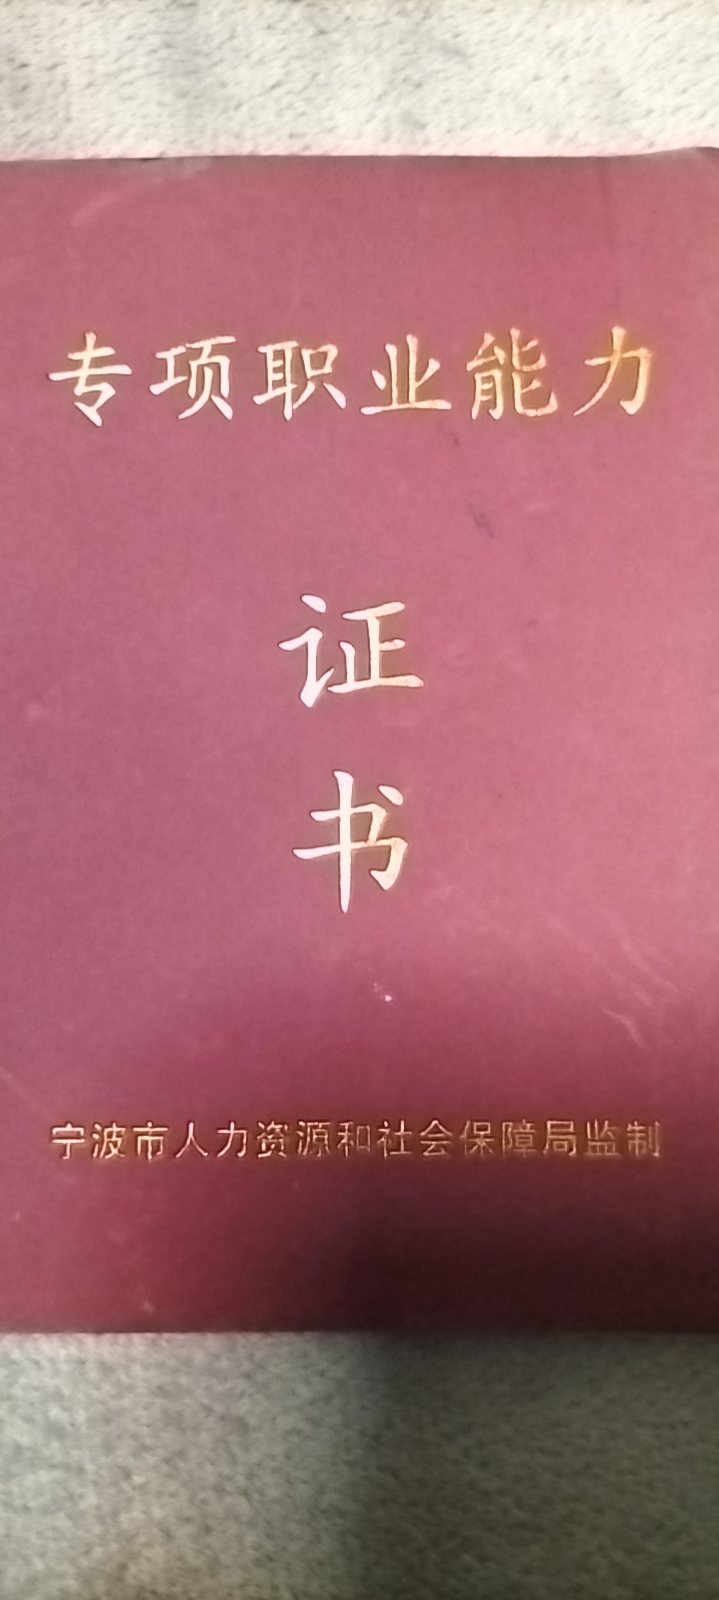 专项职业能力
证
书
宁波市人力资源和社会保障局监制